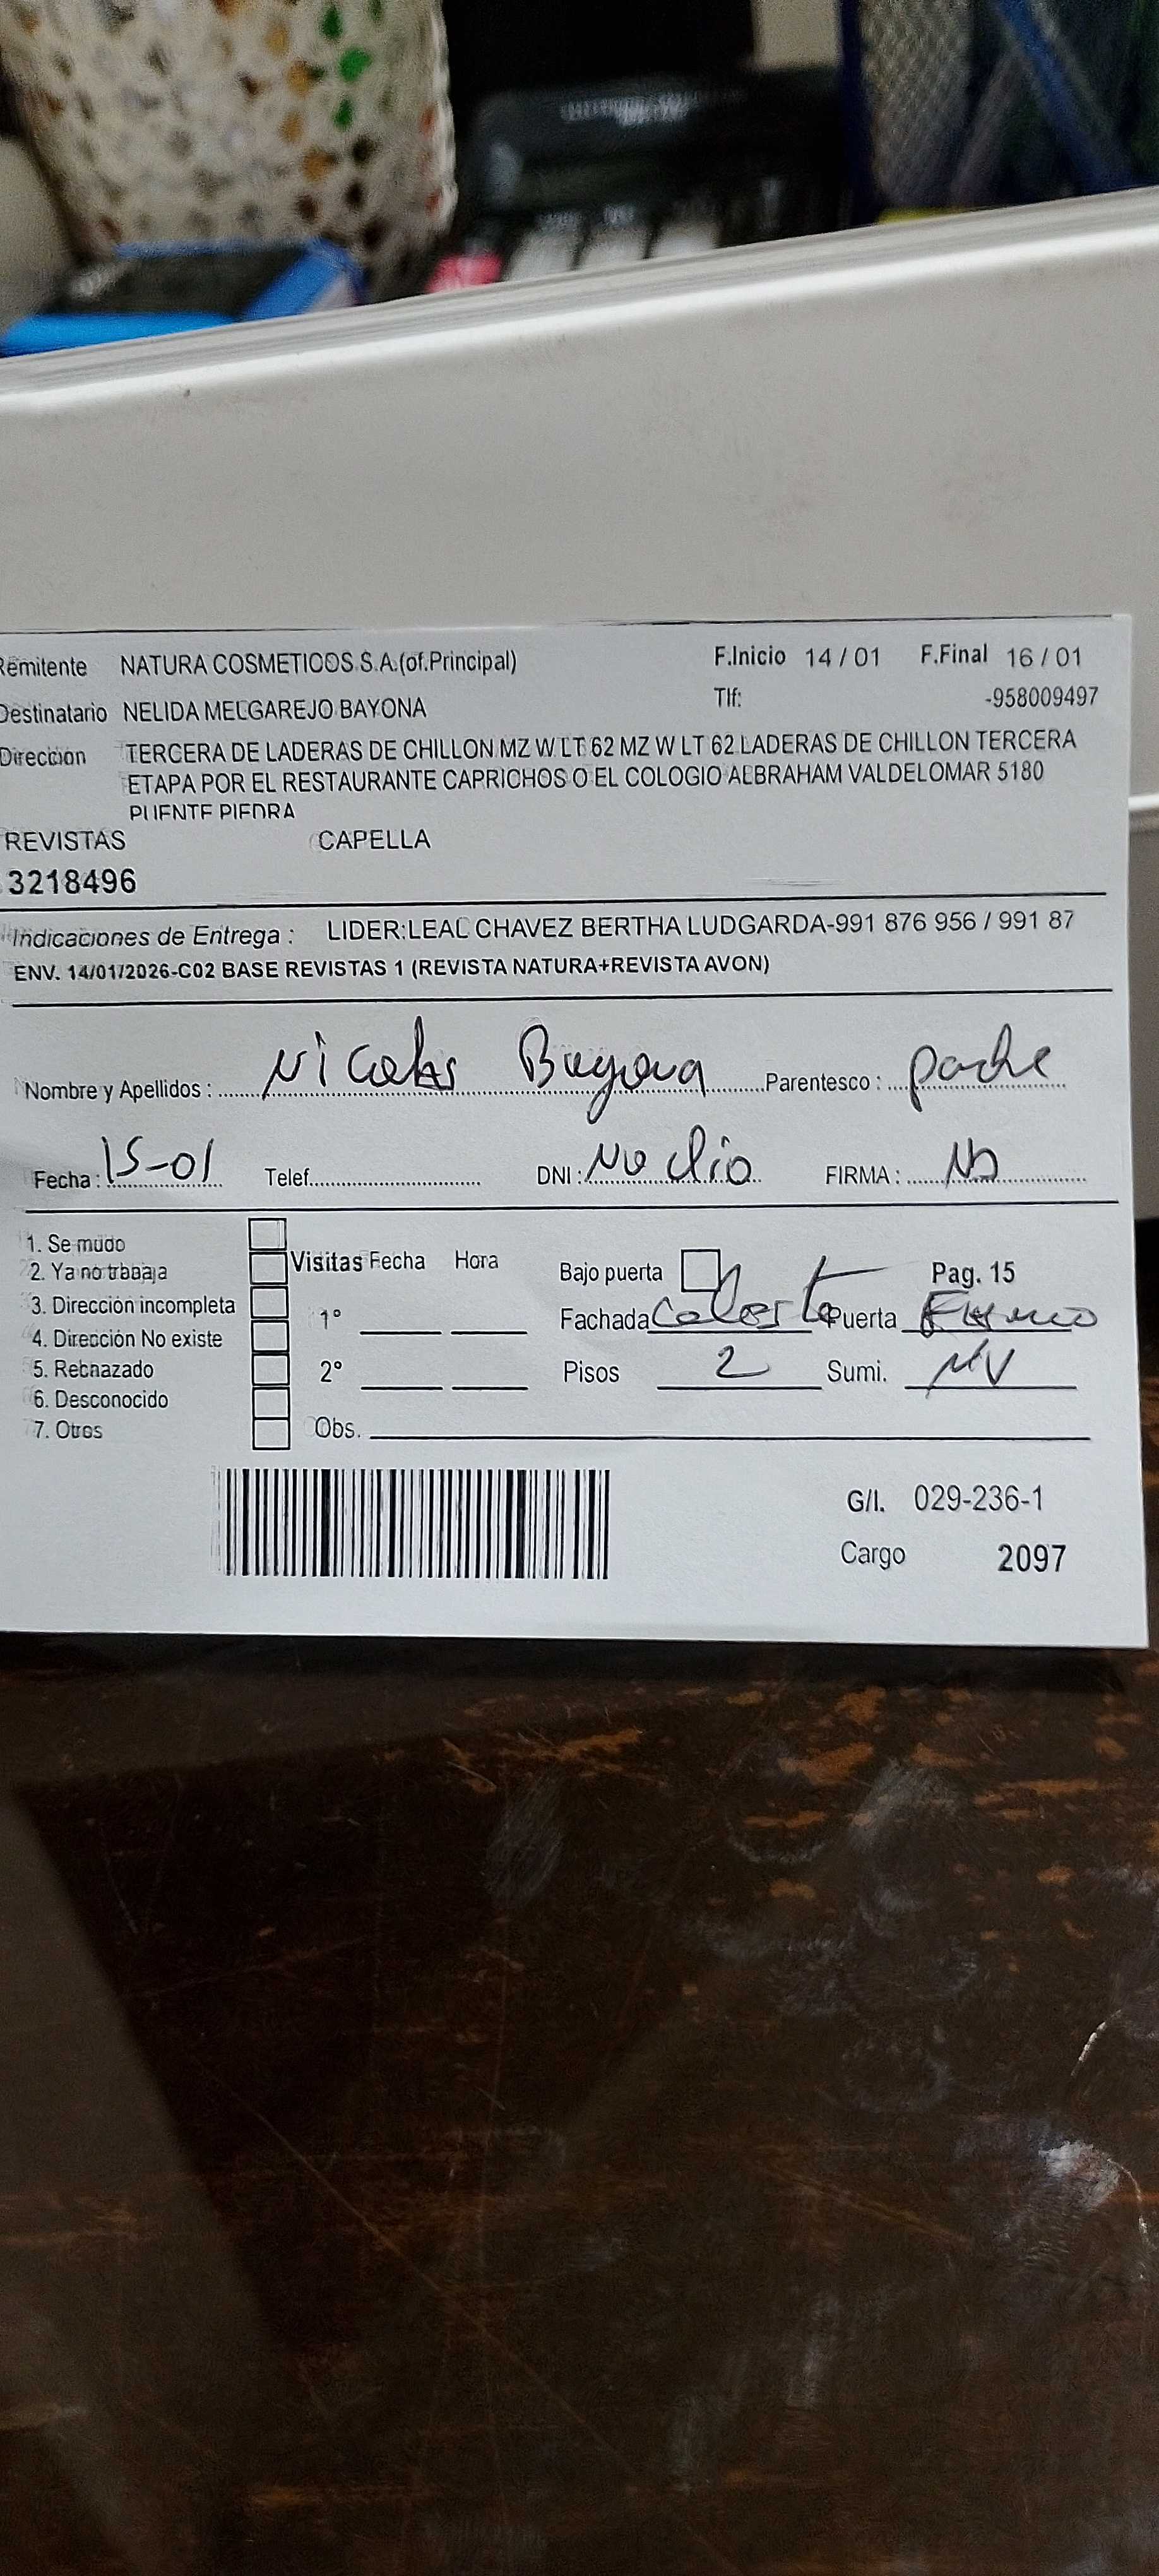 Remitente NATURA COSMETICOS S.A.(of.Principal) F.Inicio 14 / 01 F.Final 16 / 01
Destinatario NELIDA MELGAREJO BAYONA Tlf: -958009497
Dirección TERCERA DE LADERAS DE CHILLON MZ W LT 62 MZ W LT 62 LADERAS DE CHILLON TERCERA
ETAPA POR EL RESTAURANTE CAPRICHOS O EL COLOGIO ALBRAHAM VALDELOMAR 5180
PUENTE PIEDRA
REVISTAS CAPELLA
3218496
Indicaciones de Entrega : LIDER:LEAL CHAVEZ BERTHA LUDGARDA-991 876 956 / 991 87
ENV. 14/01/2026-C02 BASE REVISTAS 1 (REVISTA NATURA+REVISTA AVON)
Nombre y Apellidos : Nicolas Bayona Parentesco : padre
Fecha : 15-01 Telef. DNI : No dio FIRMA : No
1. Se mudo
2. Ya no trabaja Visitas Fecha Hora Bajo puerta Pag. 15
3. Dirección incompleta 1° Fachada Celeste Puerta
4. Dirección No existe
5. Rechazado 2° Pisos 2 Sumi. NV
6. Desconocido
7. Otros Obs.
G/I. 029-236-1
Cargo 2097